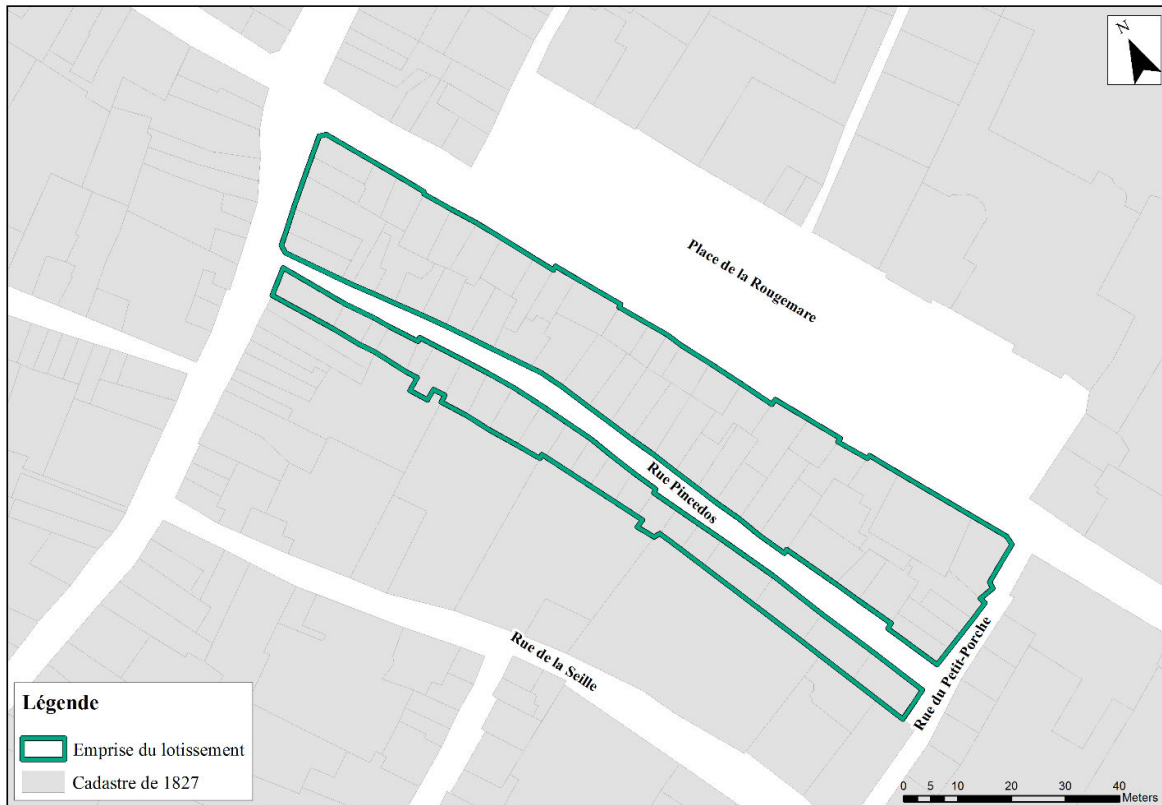 N
Place de la Rougemare
Rue Pincedos
Rue de la Seille
Rue du Petit-Porche
Légende
Emprise du lotissement
Cadastre de 1827
0 5 10 20 30 40
Meters